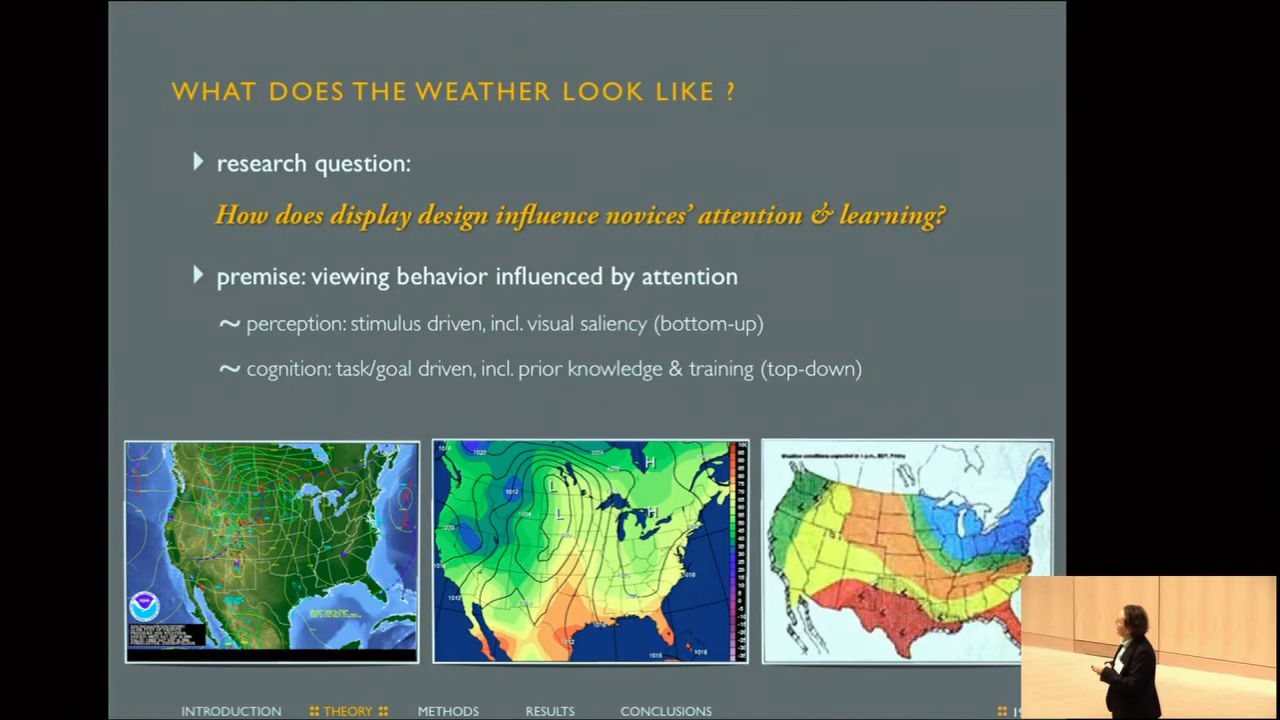 WHAT DOES THE WEATHER LOOK LIKE ?
research question:
How does display design influence novices' attention & learning?
premise: viewing behavior influenced by attention
~ perception: stimulus driven, incl. visual saliency (bottom-up)
~ cognition: task/goal driven, incl. prior knowledge & training (top-down)
H
L
L
H
1012
1016
INTRODUCTION
THEORY
METHODS
RESULTS
CONCLUSIONS